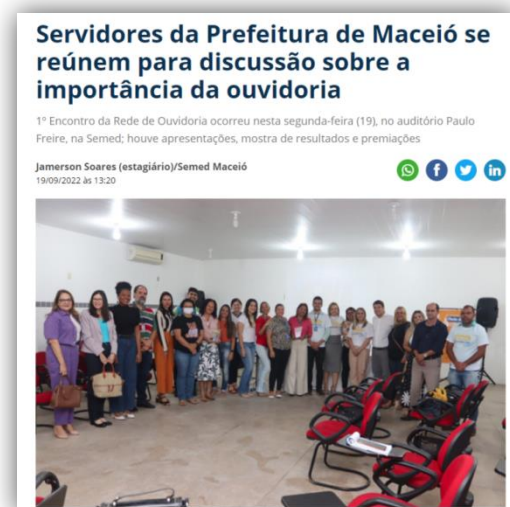 Servidores da Prefeitura de Maceió se
reúnem para discussão sobre a
importância da ouvidoria
1º Encontro da Rede de Ouvidoria ocorreu nesta segunda-feira (19), no auditório Paulo
Freire, na Semed; houve apresentações, mostra de resultados e premiações
Jamerson Soares (estagiário)/Semed Maceió
19/09/2022 às 13:20